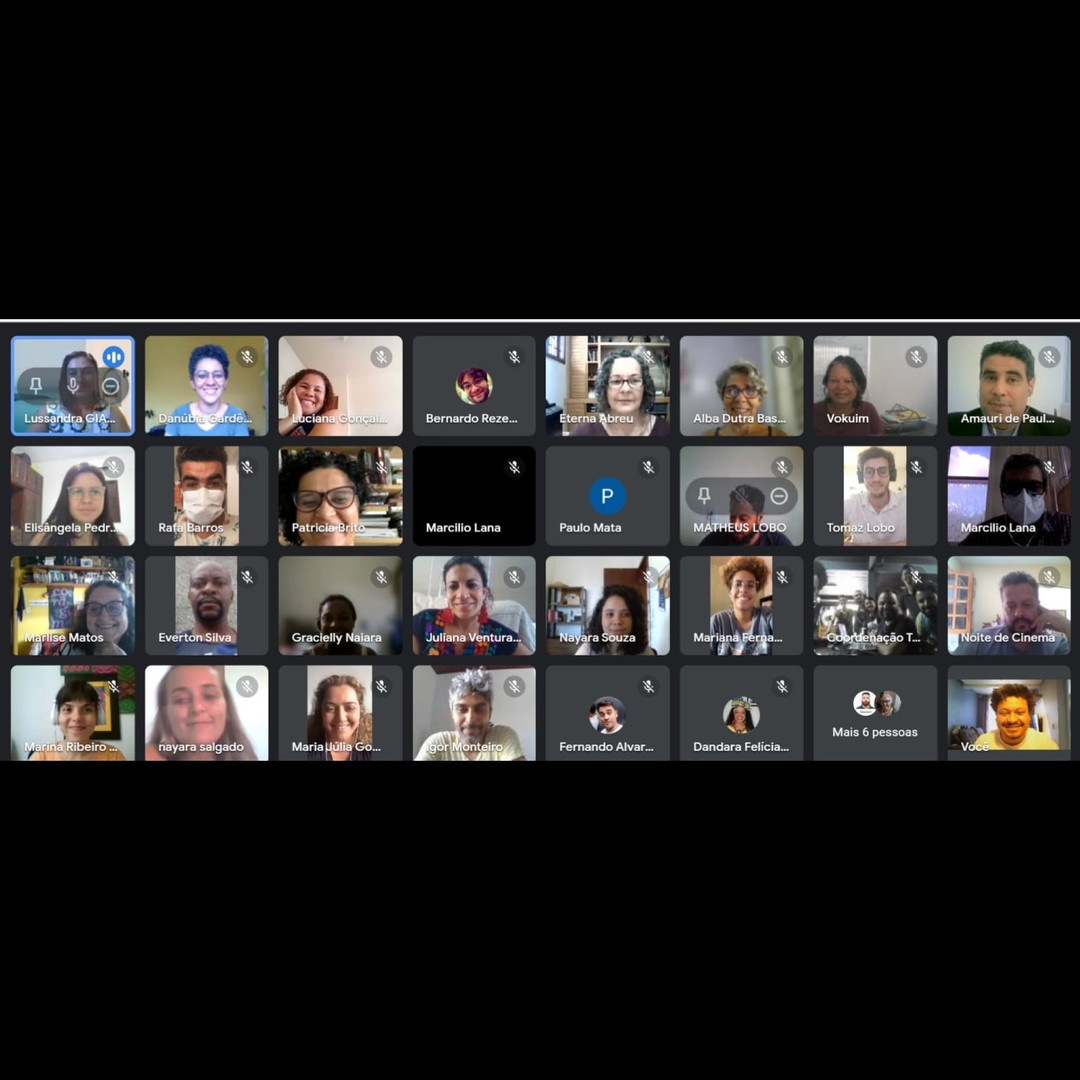 Lussandra GIA...
Danúbia Gardê...
Luciana Gonçal...
Bernardo Reze...
Eterna Abreu
Alba Dutra Bas...
Vokuim
Amauri de Paul...
Elisângela Pedr...
Rafa Barros
Patricia Brito
Marcilio Lana
P
Paulo Mata
MATHEUS LOBO
Tomaz Lobo
Marcilio Lana
Marlise Matos
Everton Silva
Gracielly Naiara
Juliana Ventura...
Nayara Souza
Mariana Ferna...
Coordenação T...
Noite de Cinema
Marina Ribeiro ...
nayara salgado
Maria Júlia Go...
Igor Monteiro
Fernando Alvar...
Dandara Felícia...
Mais 6 pessoas
Você